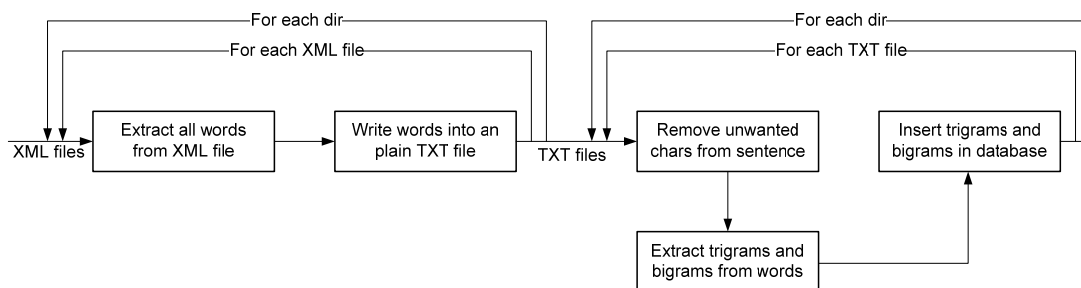 For each dir
For each XML file
XML files
Extract all words
from XML file
Write words into an
plain TXT file
For each dir
For each TXT file
TXT files
Remove unwanted
chars from sentence
Insert trigrams and
bigrams in database
Extract trigrams and
bigrams from words